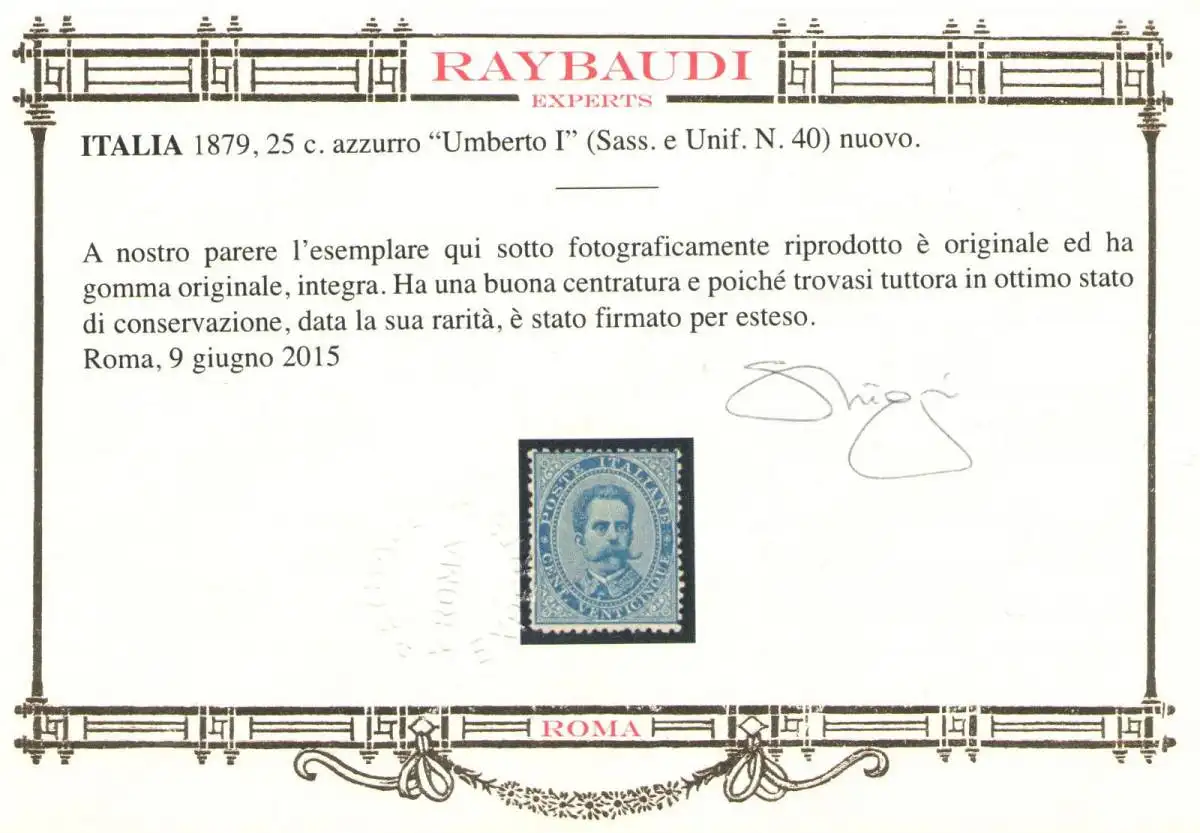 RAYBAUDI
EXPERTS
ITALIA 1879, 25 c. azzurro “Umberto I” (Sass. e Unif. N. 40) nuovo.
A nostro parere l’esemplare qui sotto fotograficamente riprodotto è originale ed ha
gomma originale, integra. Ha una buona centratura e poiché trovasi tuttora in ottimo stato
di conservazione, data la sua rarità, è stato firmato per esteso.
Roma, 9 giugno 2015
POSTE ITALIANE
CENT. VENTICINQUE
ROMA
ROMA